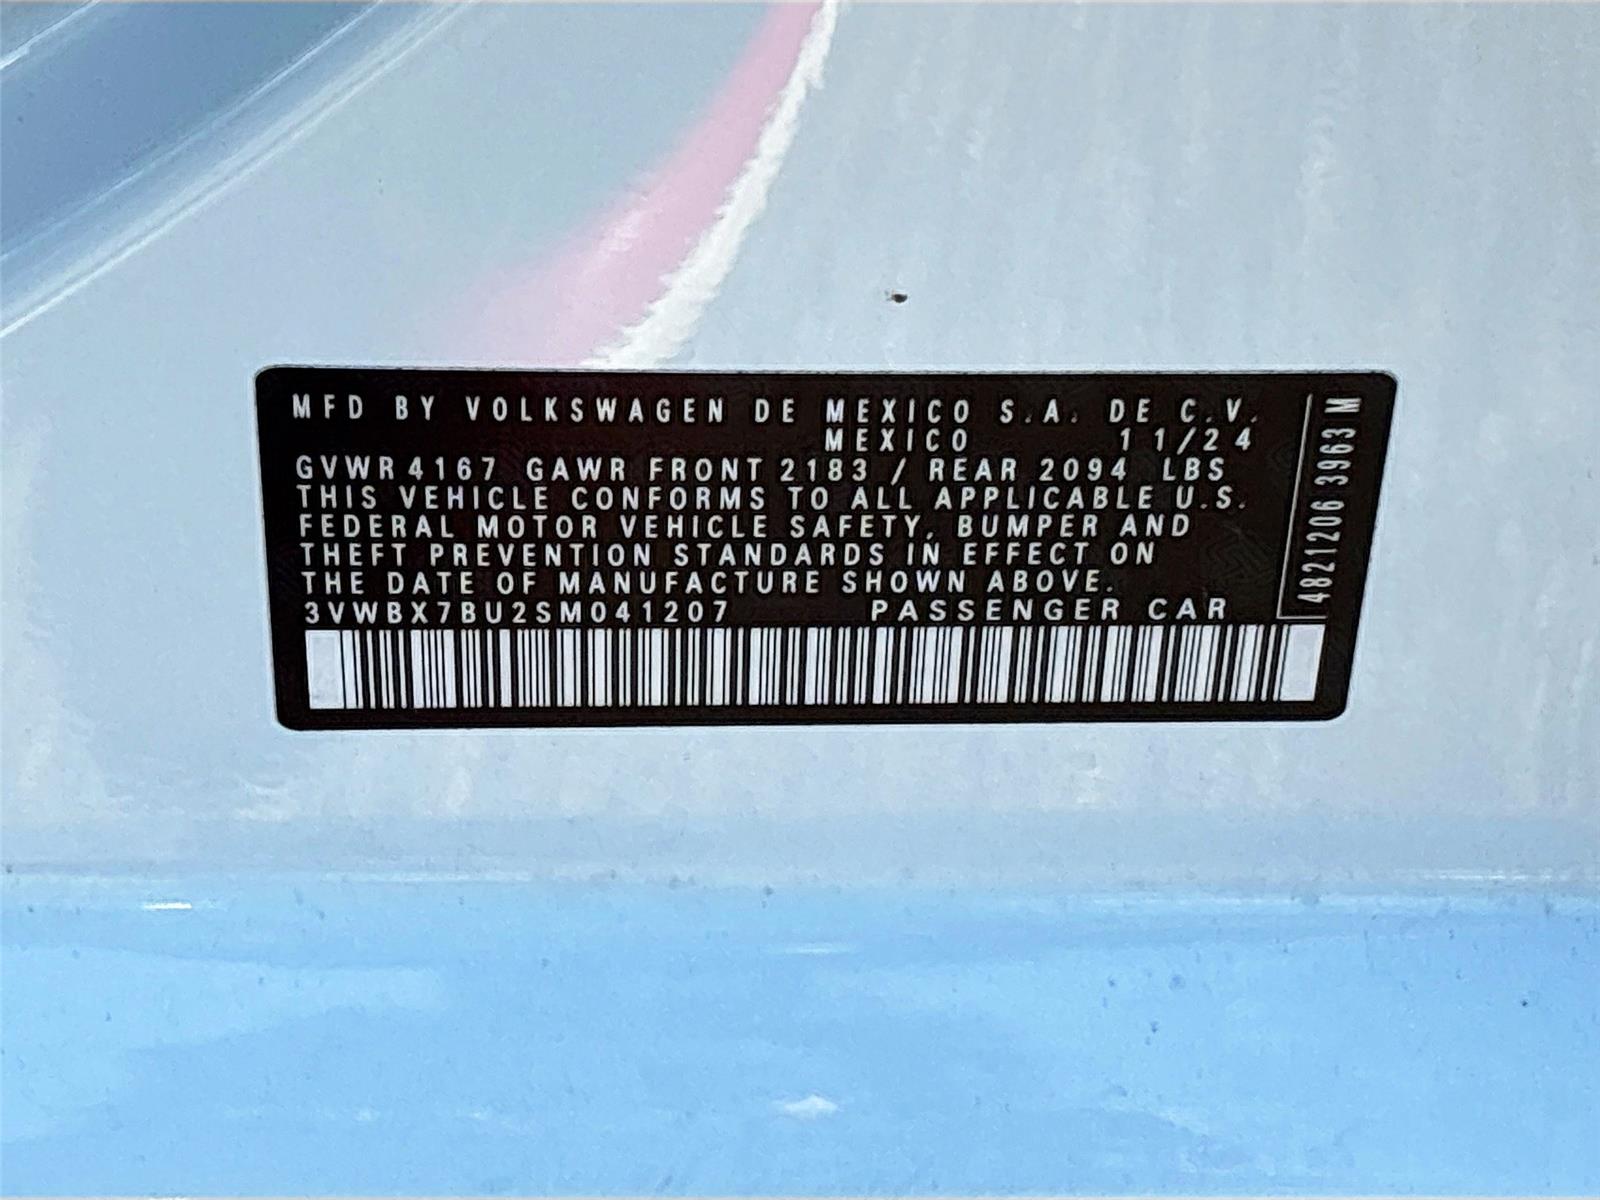 MFD BY VOLKSWAGEN DE MEXICO S.A. DE C.V.
MEXICO 11/24
GVWR 4167 GAWR FRONT 2183 / REAR 2094 LBS
THIS VEHICLE CONFORMS TO ALL APPLICABLE U.S.
FEDERAL MOTOR VEHICLE SAFETY, BUMPER AND
THEFT PREVENTION STANDARDS IN EFFECT ON
THE DATE OF MANUFACTURE SHOWN ABOVE.
3VWBX7BU2SM041207 PASSENGER CAR
4821206 3963 M